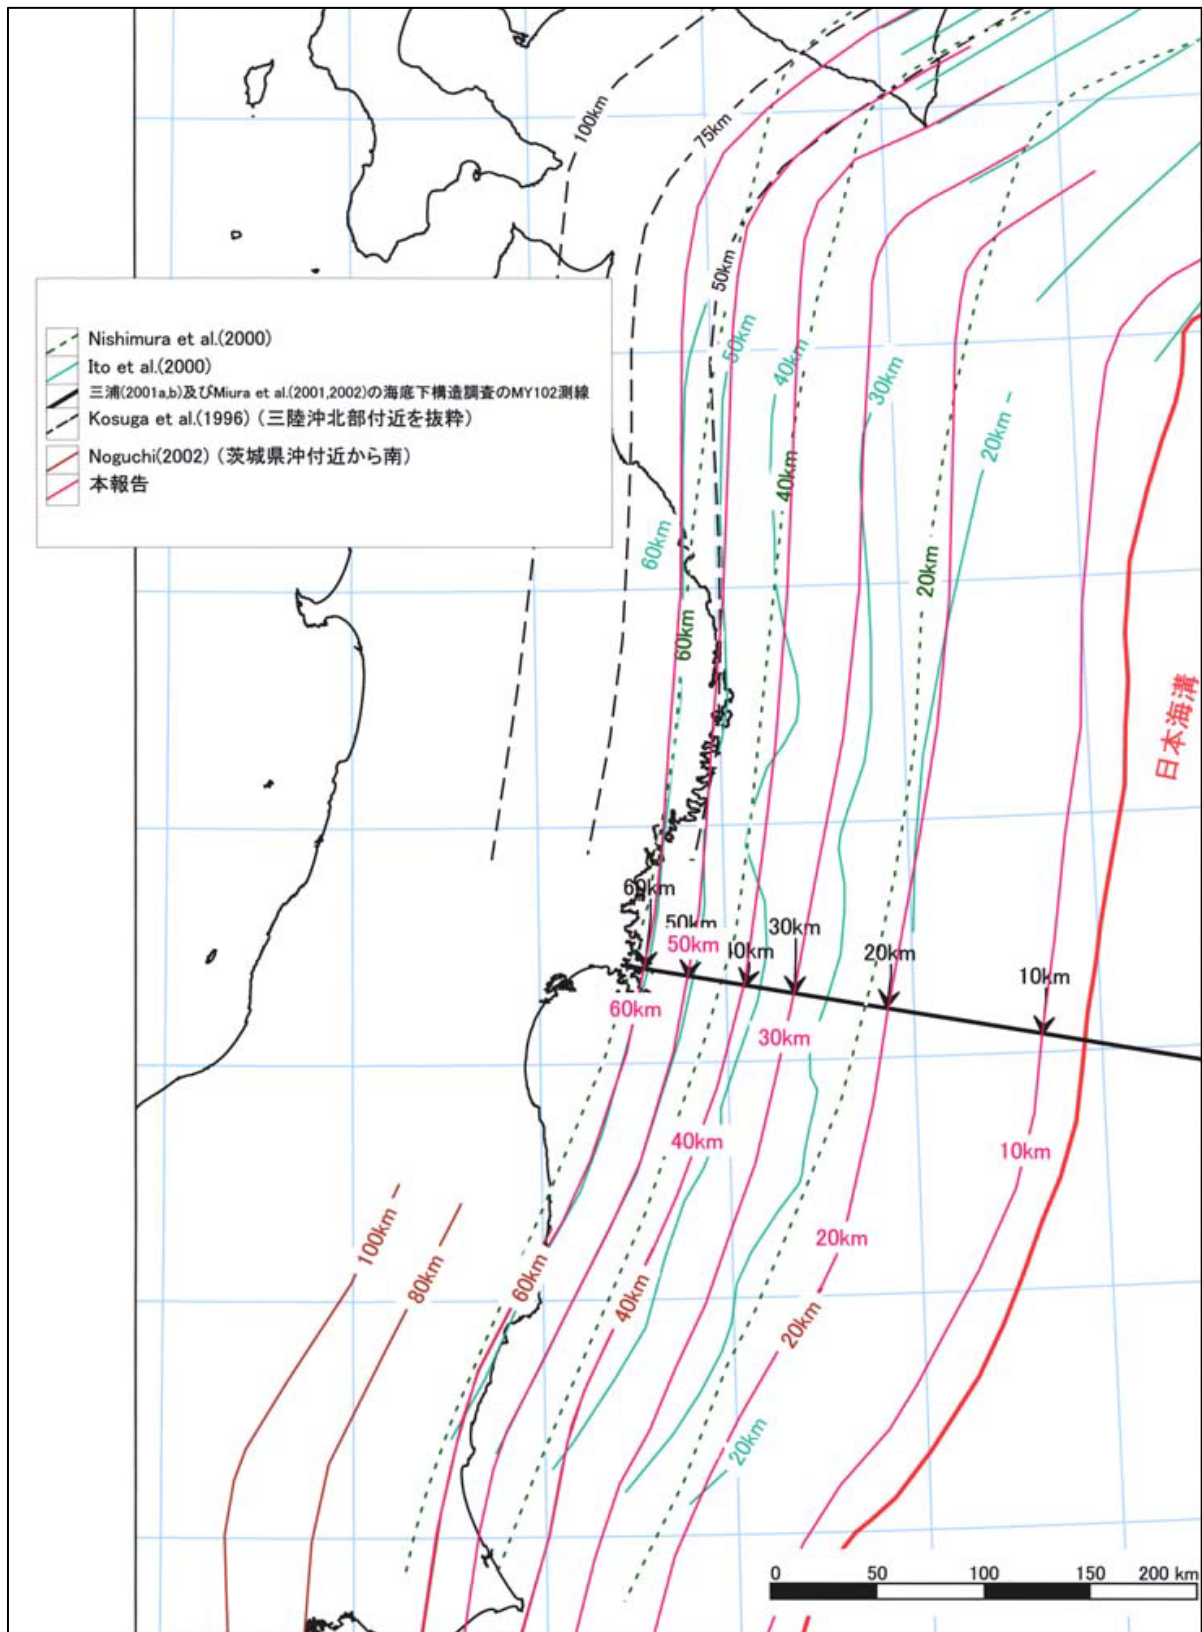 100km
75km
50km
Nishimura et al.(2000)
Ito et al.(2000)
三浦(2001a,b)及びMiura et al.(2001,2002)の海底下構造調査のMY102測線
Kosuga et al.(1996) (三陸沖北部付近を抜粋)
Noguchi(2002) (茨城県沖付近から南)
本報告
50km
40km
30km
20km
40km
60km
20km
60km
日本海溝
60km
50km
40km
30km
20km
10km
50km
60km
30km
40km
10km
20km
100km
80km
60km
40km
20km
20km
0 50 100 150 200 km